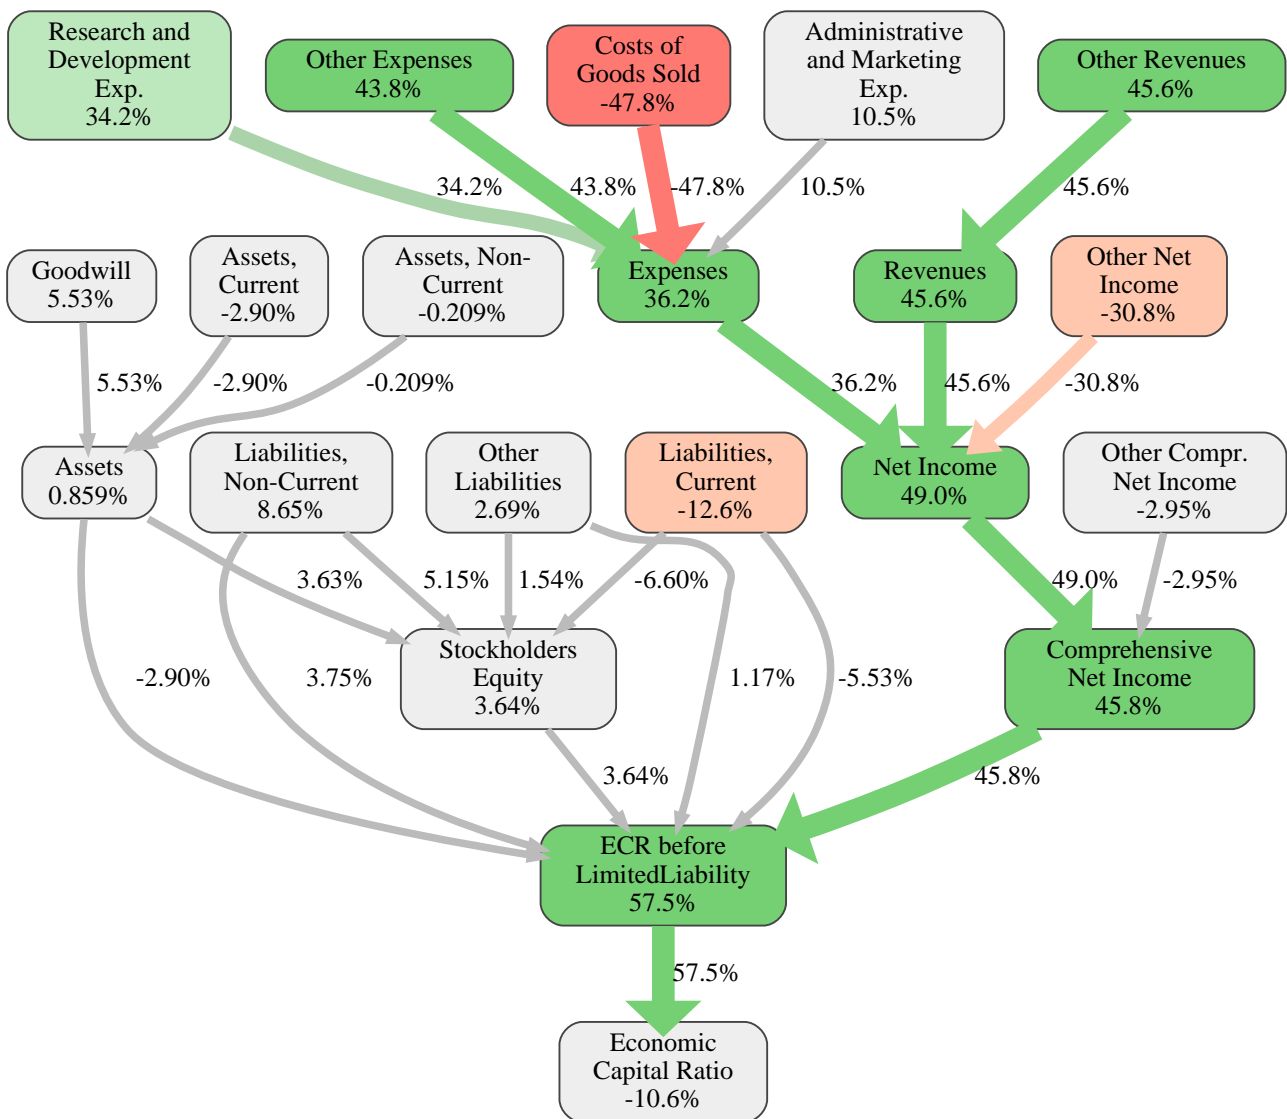 Research and
Development
Exp.
34.2%
Other Expenses
43.8%
Costs of
Goods Sold
-47.8%
Administrative
and Marketing
Exp.
10.5%
Other Revenues
45.6%
34.2%
43.8%
-47.8%
10.5%
45.6%
Goodwill
5.53%
Assets,
Current
-2.90%
Assets, Non-
Current
-0.209%
Expenses
36.2%
Revenues
45.6%
Other Net
Income
-30.8%
5.53%
-2.90%
-0.209%
36.2%
45.6%
-30.8%
Assets
0.859%
Liabilities,
Non-Current
8.65%
Other
Liabilities
2.69%
Liabilities,
Current
-12.6%
Net Income
49.0%
Other Compr.
Net Income
-2.95%
3.63%
5.15%
1.54%
-6.60%
49.0%
-2.95%
-2.90%
3.75%
Stockholders
Equity
3.64%
1.17%
-5.53%
Comprehensive
Net Income
45.8%
3.64%
45.8%
ECR before
LimitedLiability
57.5%
57.5%
Economic
Capital Ratio
-10.6%